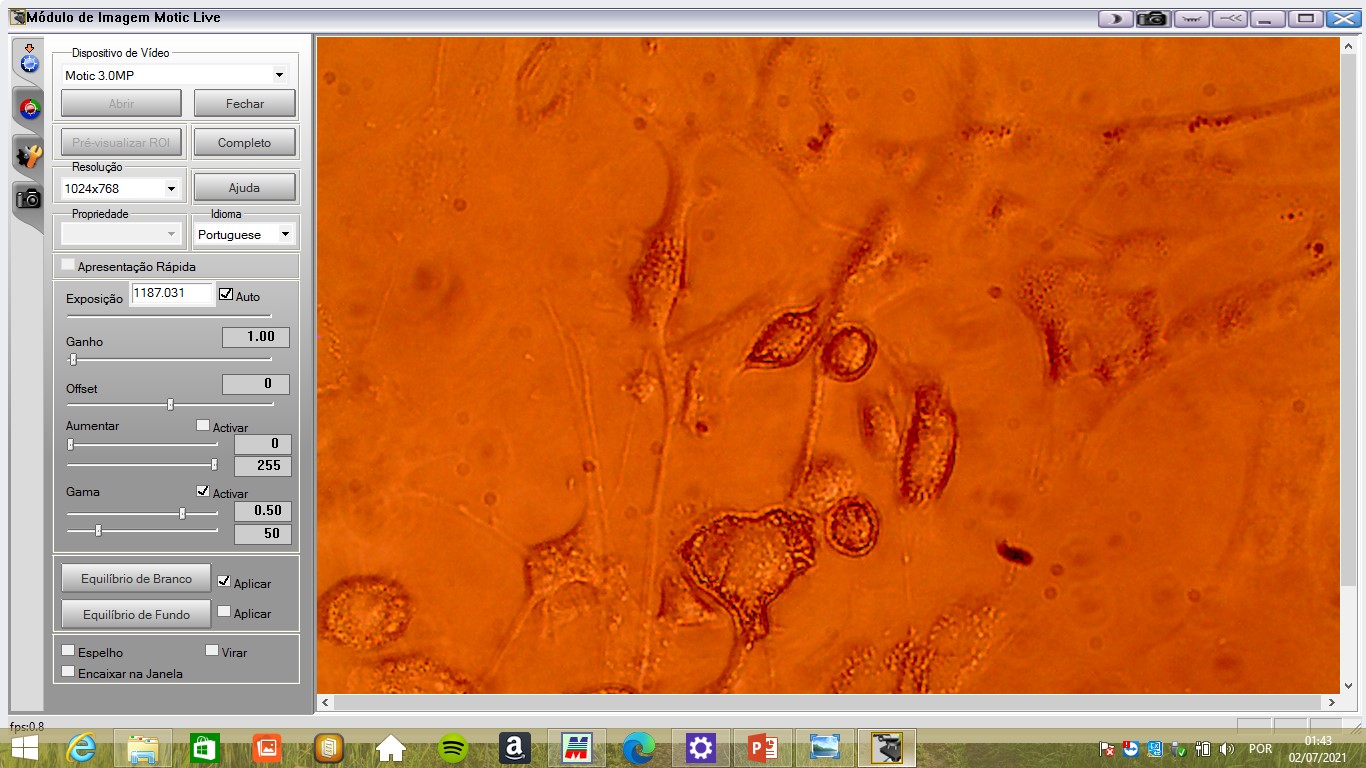 Módulo de Imagem Motic Live
Dispositivo de Vídeo
Motic 3.0MP
Abrir Fechar
Pré-visualizar ROI Completo
Resolução
1024x768 Ajuda
Propriedade Idioma
Portuguese
Apresentação Rápida
Exposição 1187.031 Auto
Ganho 1.00
Offset 0
Aumentar Activar
0
255
Gama Activar
0.50
50
Equilíbrio de Branco Aplicar
Equilíbrio de Fundo Aplicar
Espelho Virar
Encaixar na Janela
fps:0.8
POR
01:43
02/07/2021